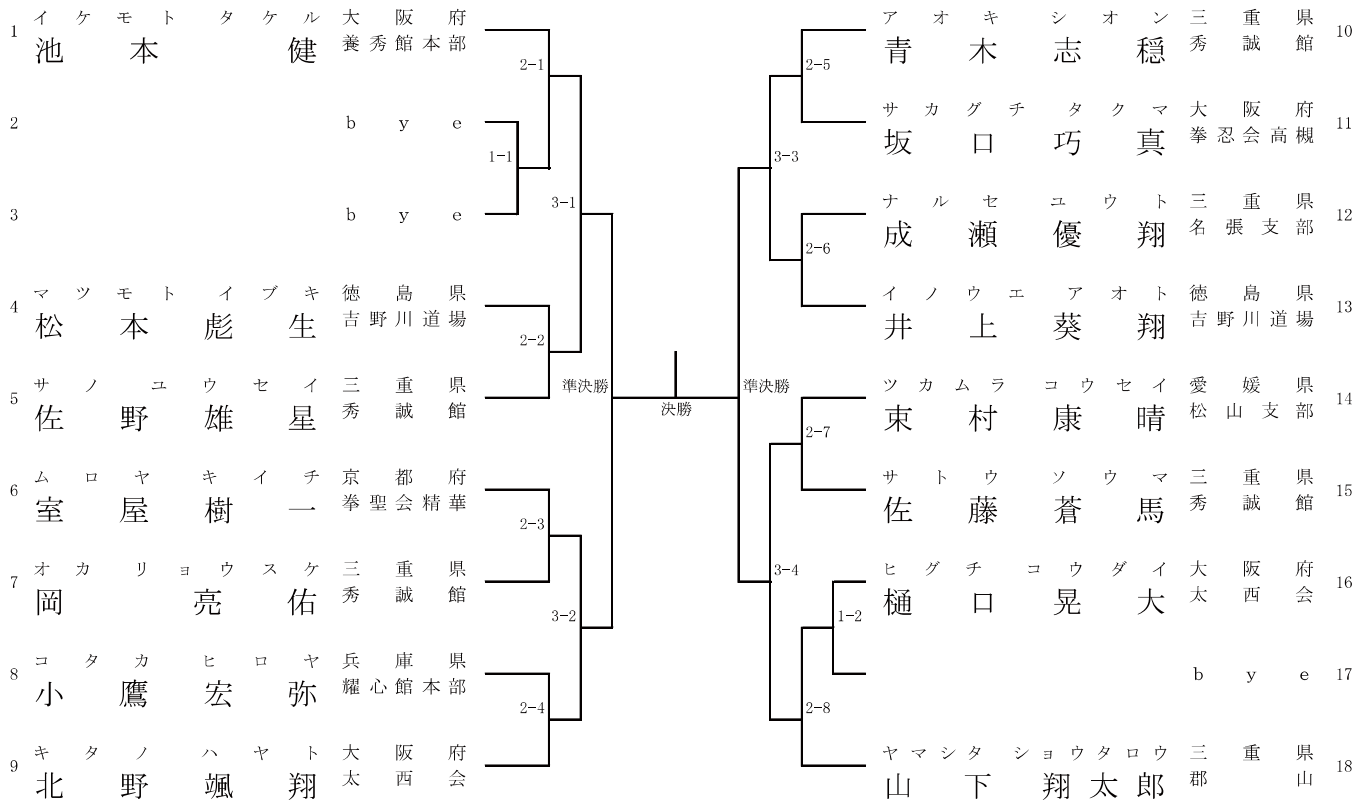 イケモト タケル 大阪府
1 池本 健 養秀館本部
2 bye
3 bye
マツモト イブキ 徳島県
4 松本彪生 吉野川道場
サノ ユウセイ 三重県
5 佐野雄星 秀誠館
ムロヤ キイチ 京都府
6 室屋樹一 拳聖会精華
オカ リョウスケ 三重県
7 岡 亮佑 秀誠館
コタカ ヒロヤ 兵庫県
8 小鷹宏弥 耀心館本部
キタノ ハヤト 大阪府
9 北野颯翔 太西会
2-1
1-1
3-1
2-2
準決勝
2-3
3-2
2-4
決勝
2-5
3-3
2-6
準決勝
2-7
3-4
1-2
2-8
アオキ シオン 三重県
青木志穏 秀誠館 10
サカグチ タクマ 大阪府
坂口巧真 拳忍会高槻 11
ナルセ ユウト 三重県
成瀬優翔 名張支部 12
イノウエ アオト 徳島県
井上葵翔 吉野川道場 13
ツカムラ コウセイ 愛媛県
束村康晴 松山支部 14
サトウ ソウマ 三重県
佐藤蒼馬 秀誠館 15
ヒグチ コウダイ 大阪府
樋口晃大 太西会 16
bye 17
ヤマシタ ショウタロウ 三重県
山下翔太郎 郡山 18